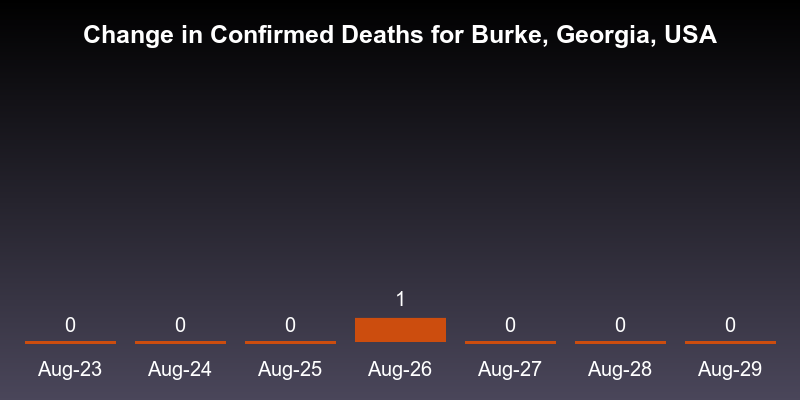 Change in Confirmed Deaths for Burke, Georgia, USA
1
0 0 0 0 0 0
Aug-23 Aug-24 Aug-25 Aug-26 Aug-27 Aug-28 Aug-29